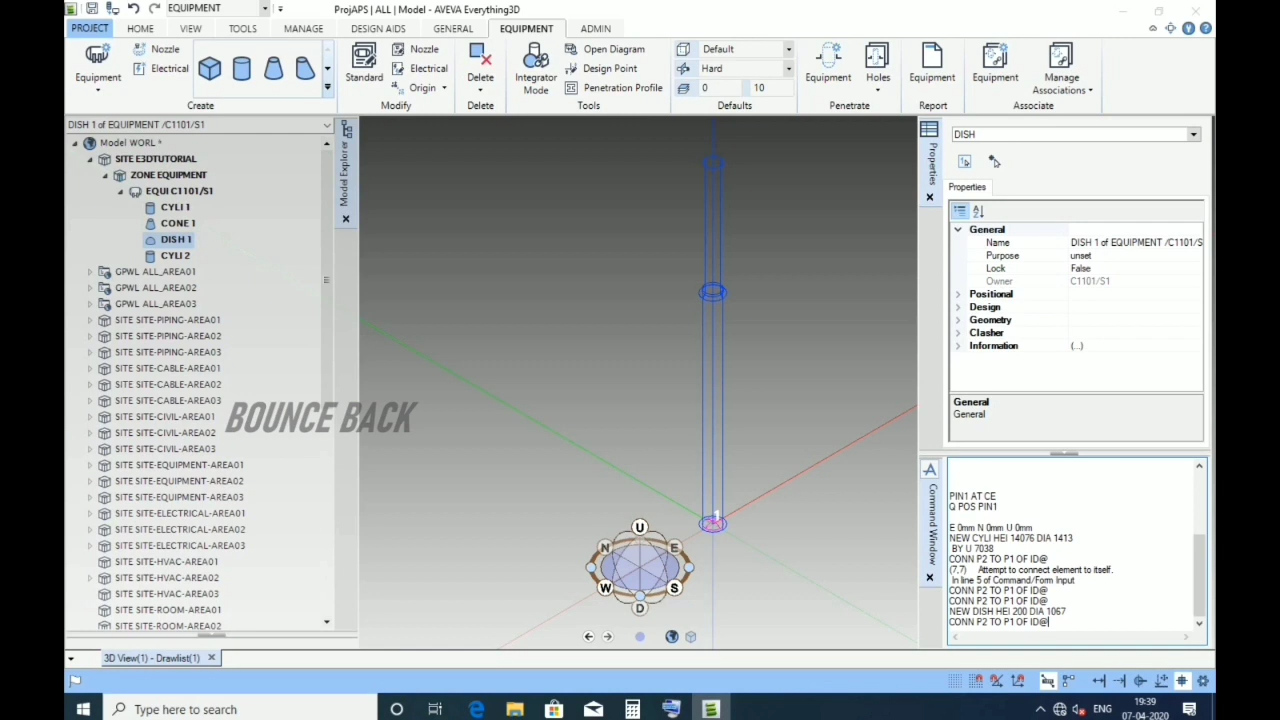 EQUIPMENT
ProjAPS | ALL | Model - AVEVA Everything3D
PROJECT HOME VIEW TOOLS MANAGE DESIGN AIDS GENERAL EQUIPMENT ADMIN
Equipment
Nozzle
Electrical
Create
Standard
Nozzle
Electrical
Origin
Modify
Delete
Delete
Integrator
Mode
Open Diagram
Design Point
Penetration Profile
Tools
Default
Hard
0 10
Defaults
Equipment
Holes
Penetrate
Equipment
Report
Equipment
Manage
Associations
Associate
DISH 1 of EQUIPMENT /C1101/S1
Model WORL *
SITE E3DTUTORIAL
ZONE EQUIPMENT
EQUI C1101/S1
CYLI 1
CONE 1
DISH 1
CYLI 2
GPWL ALL_AREA01
GPWL ALL_AREA02
GPWL ALL_AREA03
SITE SITE-PIPING-AREA01
SITE SITE-PIPING-AREA02
SITE SITE-PIPING-AREA03
SITE SITE-CABLE-AREA01
SITE SITE-CABLE-AREA02
SITE SITE-CABLE-AREA03
SITE SITE-CIVIL-AREA01
SITE SITE-CIVIL-AREA02
SITE SITE-CIVIL-AREA03
SITE SITE-EQUIPMENT-AREA01
SITE SITE-EQUIPMENT-AREA02
SITE SITE-EQUIPMENT-AREA03
SITE SITE-ELECTRICAL-AREA01
SITE SITE-ELECTRICAL-AREA02
SITE SITE-ELECTRICAL-AREA03
SITE SITE-HVAC-AREA01
SITE SITE-HVAC-AREA02
SITE SITE-HVAC-AREA03
SITE SITE-ROOM-AREA01
SITE SITE-ROOM-AREA02
Model Explorer
BOUNCE BACK
U
N E
W S
D
Properties
DISH
Properties
General
Name DISH 1 of EQUIPMENT /C1101/S
Purpose unset
Lock False
Owner C1101/S1
Positional
Design
Geometry
Clasher
Information (...)
General
General
Command Window
PIN1 AT CE
Q POS PIN1
E 0mm N 0mm U 0mm
NEW CYLI HEI 14076 DIA 1413
BY U 7038
CONN P2 TO P1 OF ID@
(7,7) Attempt to connect element to itself.
In line 5 of Command/Form Input
CONN P2 TO P1 OF ID@
CONN P2 TO P1 OF ID@
NEW DISH HEI 200 DIA 1067
CONN P2 TO P1 OF ID@
3D View(1) - Drawlist(1)
Type here to search
ENG
19:39
07-04-2020